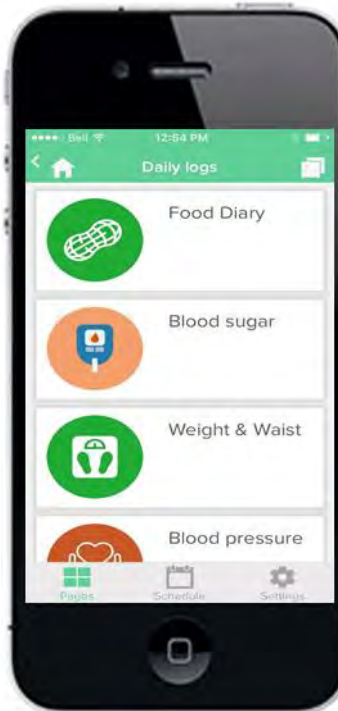 Bell 12:54 PM
Daily logs
Food Diary
Blood sugar
Weight & Waist
Blood pressure
Pages Schedule Settings